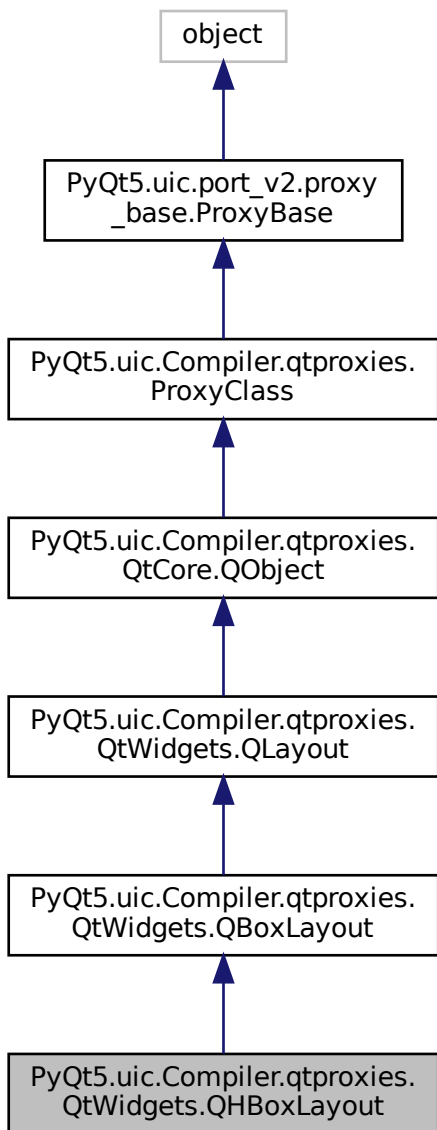 object
PyQt5.uic.port_v2.proxy
_base.ProxyBase
PyQt5.uic.Compiler.qtproxies.
ProxyClass
PyQt5.uic.Compiler.qtproxies.
QtCore.QObject
PyQt5.uic.Compiler.qtproxies.
QtWidgets.QLayout
PyQt5.uic.Compiler.qtproxies.
QtWidgets.QBoxLayout
PyQt5.uic.Compiler.qtproxies.
QtWidgets.QHBoxLayout